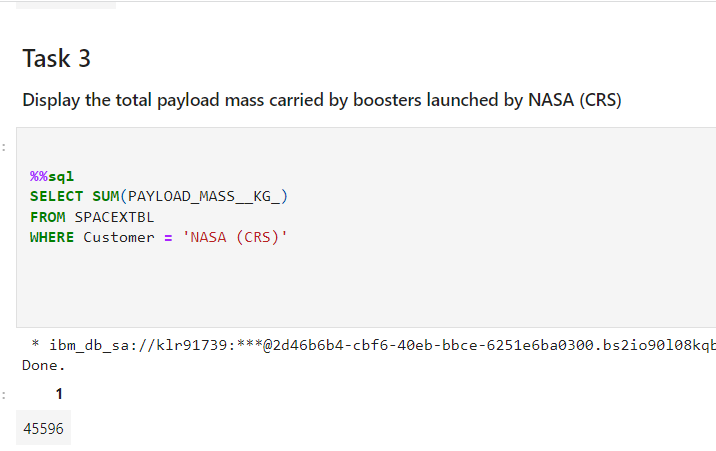 Task 3
Display the total payload mass carried by boosters launched by NASA (CRS)
:
%%sql
SELECT SUM(PAYLOAD_MASS__KG_)
FROM SPACEXTBL
WHERE Customer = 'NASA (CRS)'
* ibm_db_sa://klr91739:***@2d46b6b4-cbf6-40eb-bbce-6251e6ba0300.bs2io90l08kqb
Done.
:
1
45596